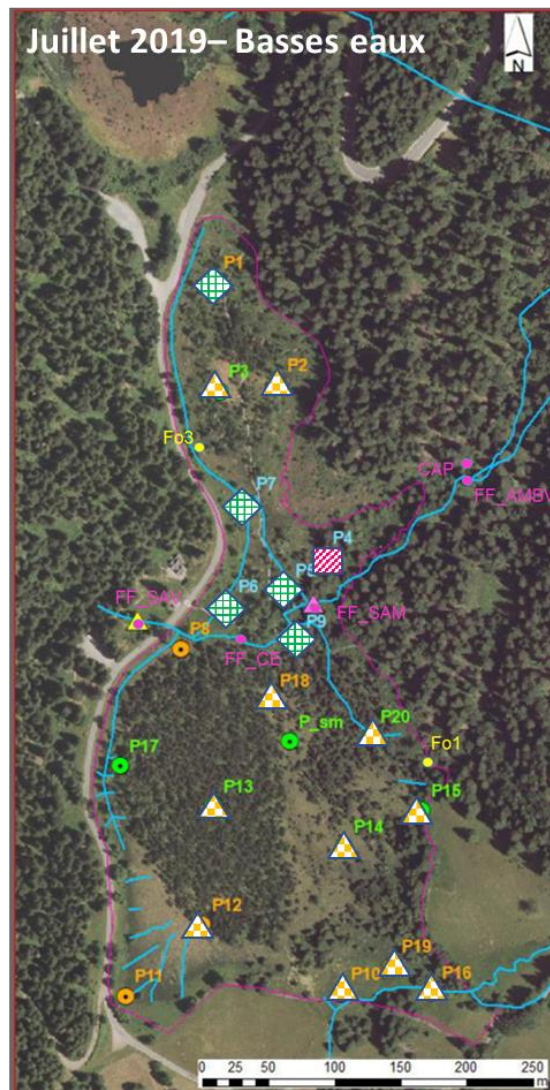 Juillet 2019– Basses eaux
N
P1
P3
P2
Fo3
CAP
FF_AMBV
P7
P4
P5
P6
FF_SAV
FF_SAM
P9
P8
FF_CE
P18
P_sm
P20
Fo1
P17
P13
P15
P14
P12
P19
P11
P10
P16
0 25 50 100 150 200 250